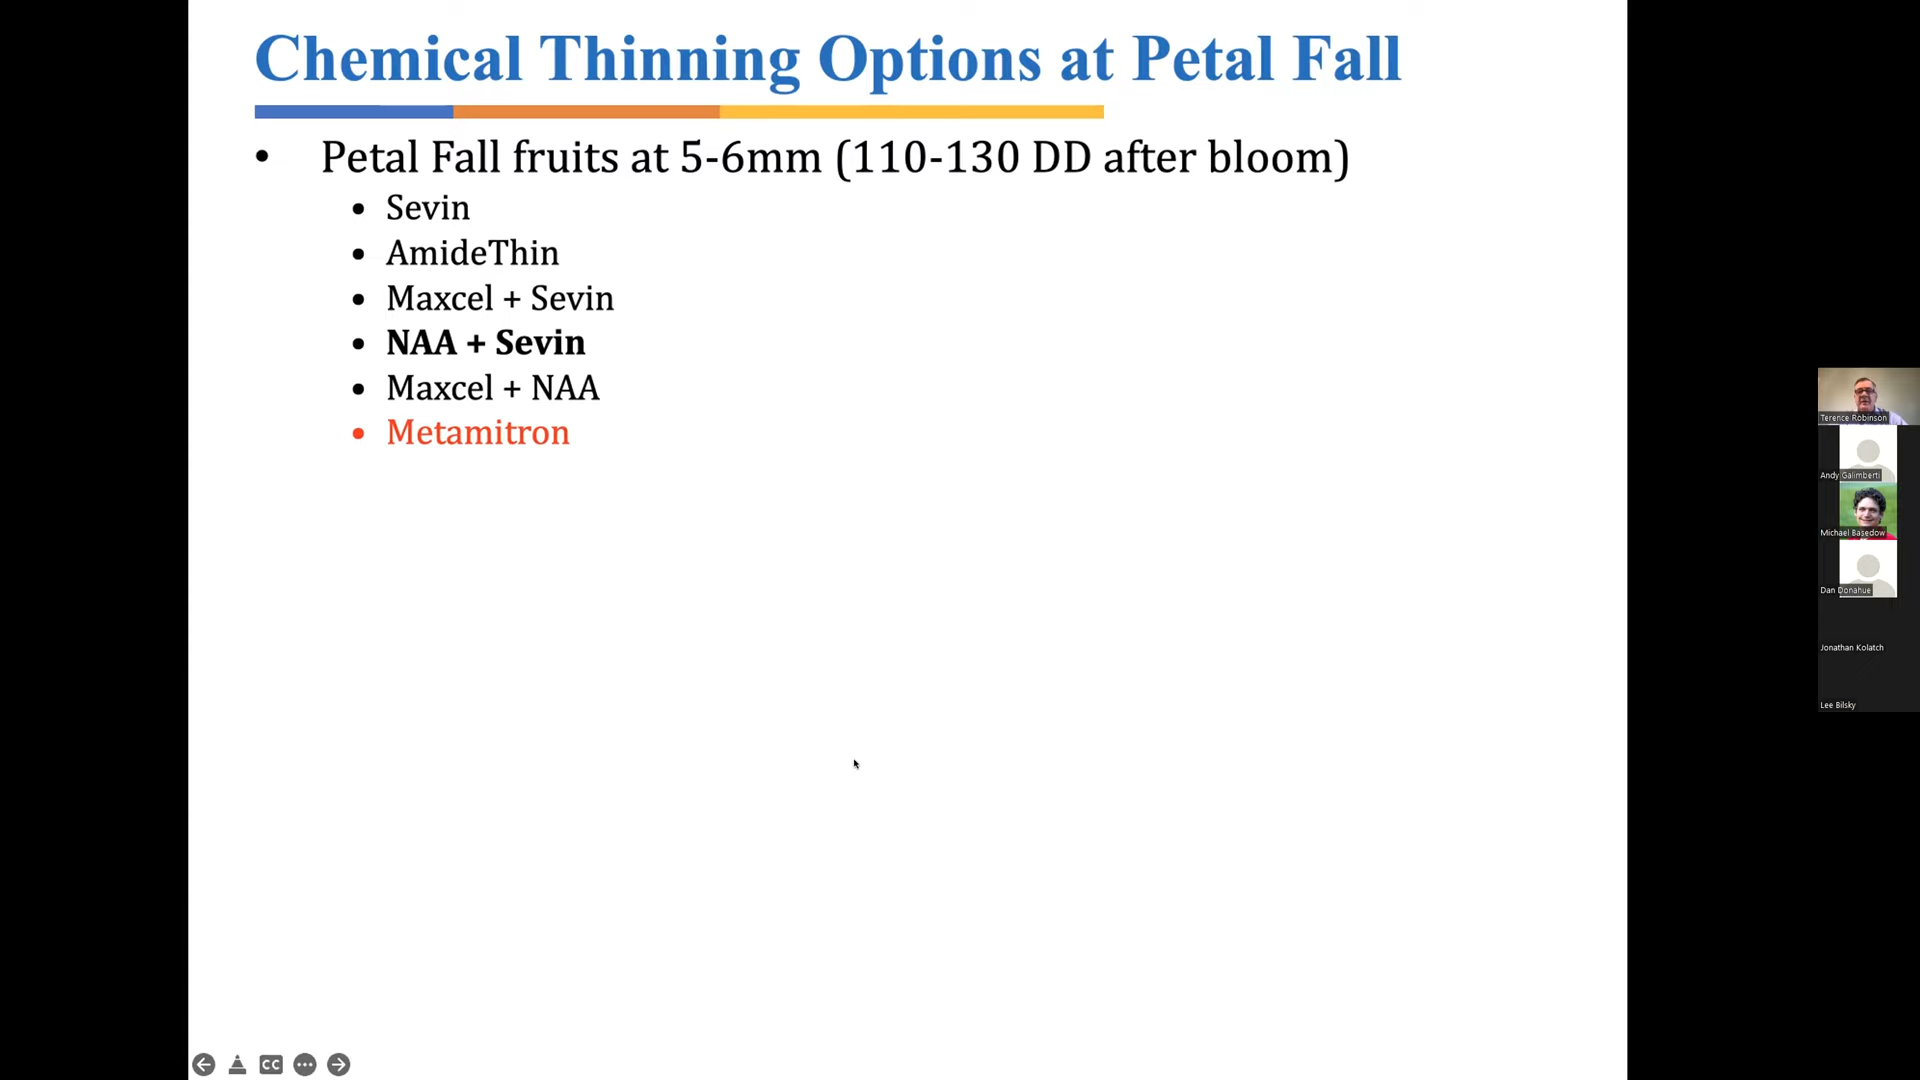 Chemical Thinning Options at Petal Fall
• Petal Fall fruits at 5-6mm (110-130 DD after bloom)
• Sevin
• AmideThin
• Maxcel + Sevin
• NAA + Sevin
• Maxcel + NAA
• Metamitron
Terence Robinson
Andy Galimberti
Michael Basedow
Dan Donahue
Jonathan Kolatch
Lee Bilsky
CC